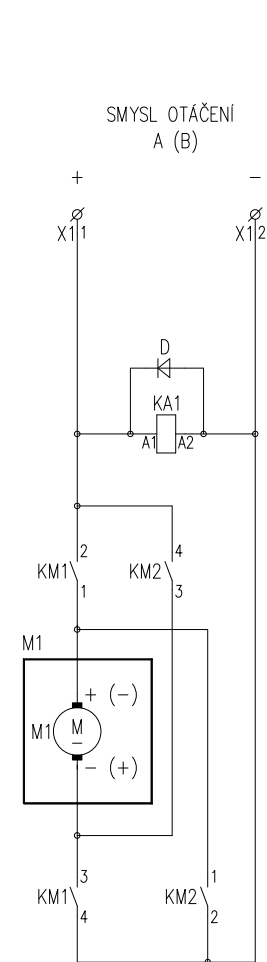 SMYSL OTÁČENÍ
A (B)
+ −
X1 1 X1 2
D
KA1
A1 A2
2 4
KM1 KM2
1 3
M1
+ (−)
M1 M
− (+)
3 1
KM1 KM2
4 2